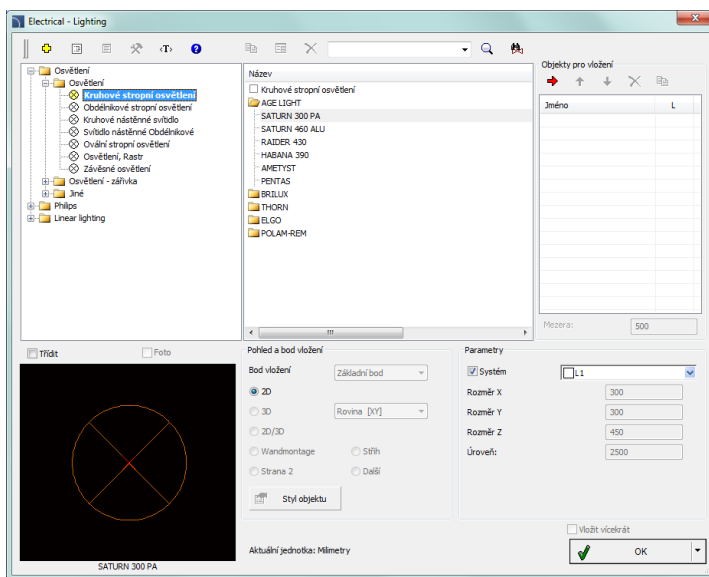 Electrical - Lighting
‹T›
Osvětlení
Osvětlení
Kruhové stropní osvětlení
Obdélnikové stropní osvětlení
Kruhové nástěnné svítidlo
Svítidlo nástěnné Obdélnikové
Ovální stropní osvětlení
Osvětlení, Rastr
Závěsné osvětlení
Osvětlení - zářivka
Jiné
Philips
Linear lighting
Název
Kruhové stropní osvětlení
AGE LIGHT
SATURN 300 PA
SATURN 460 ALU
RAIDER 430
HABANA 390
AMETYST
PENTAS
BRILUX
THORN
ELGO
POLAM-REM
Objekty pro vložení
Jméno L
Mezera: 500
Třídit Foto
SATURN 300 PA
Pohled a bod vložení
Bod vložení Základní bod
2D
3D Rovina [XY]
2D/3D
Wandmontage Střih
Strana 2 Další
Styl objektu
Aktuální jednotka: Milimetry
Parametry
Systém L1
Rozměr X 300
Rozměr Y 300
Rozměr Z 450
Úroveň: 2500
Vložit vícekrát
OK